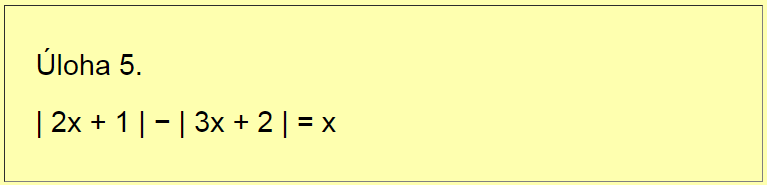 Úloha 5.
| 2x + 1 | − | 3x + 2 | = x